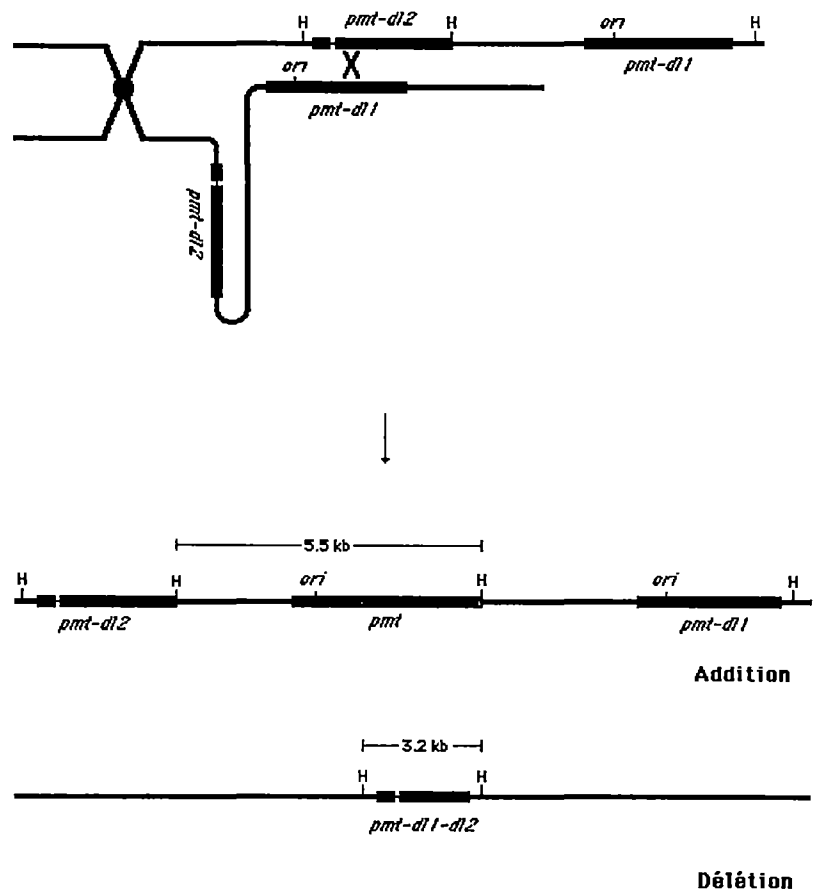 H pmt-dl2 H ori H
pmt-dl1
ori
pmt-dl1
pmt-dl2
5.5 kb
H H ori H ori H
pmt-dl2 pmt pmt-dl1
Addition
3.2 kb
H H
pmt-dl1-dl2
Délétion